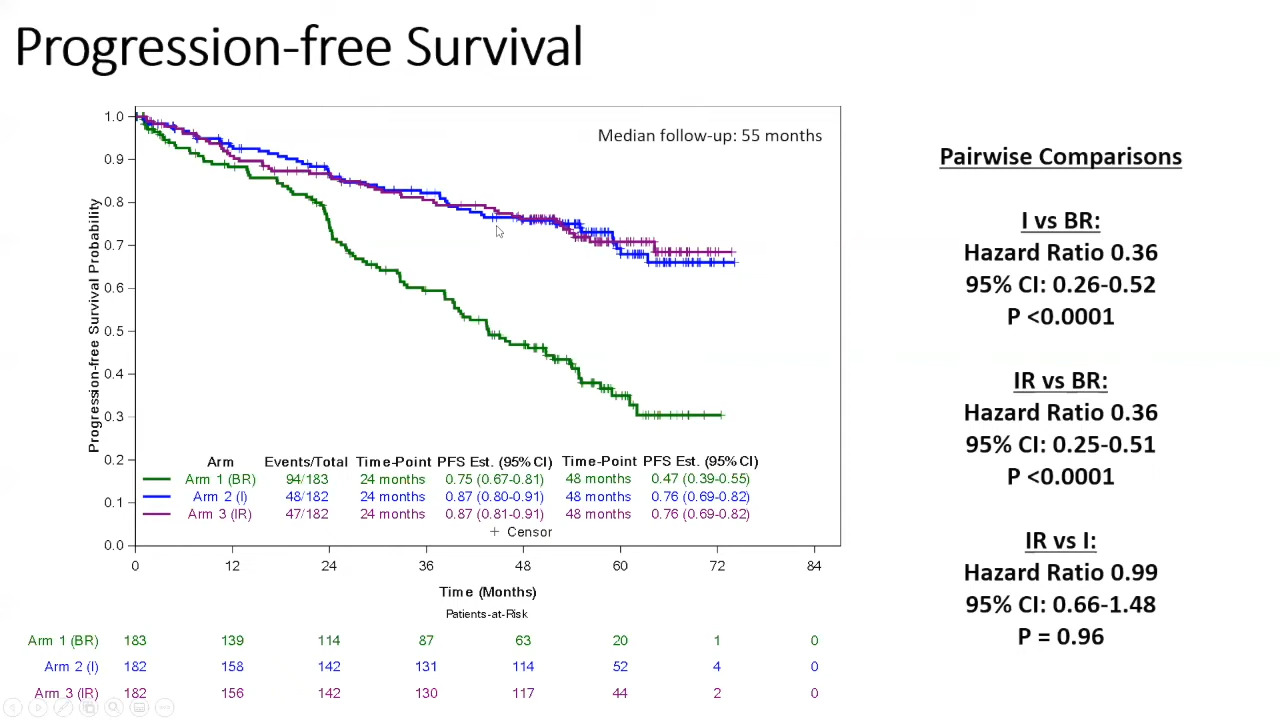 Progression-free Survival
Median follow-up: 55 months
Progression-free Survival Probability
1.0
0.9
0.8
0.7
0.6
0.5
0.4
0.3
0.2
0.1
0.0
Arm Events/Total Time-Point PFS Est. (95% CI) Time-Point PFS Est. (95% CI)
Arm 1 (BR) 94/183 24 months 0.75 (0.67-0.81) 48 months 0.47 (0.39-0.55)
Arm 2 (I) 48/182 24 months 0.87 (0.80-0.91) 48 months 0.76 (0.69-0.82)
Arm 3 (IR) 47/182 24 months 0.87 (0.81-0.91) 48 months 0.76 (0.69-0.82)
+ Censor
0 12 24 36 48 60 72 84
Time (Months)
Patients-at-Risk
Arm 1 (BR) 183 139 114 87 63 20 1 0
Arm 2 (I) 182 158 142 131 114 52 4 0
Arm 3 (IR) 182 156 142 130 117 44 2 0
Pairwise Comparisons
I vs BR:
Hazard Ratio 0.36
95% CI: 0.26-0.52
P <0.0001
IR vs BR:
Hazard Ratio 0.36
95% CI: 0.25-0.51
P <0.0001
IR vs I:
Hazard Ratio 0.99
95% CI: 0.66-1.48
P = 0.96